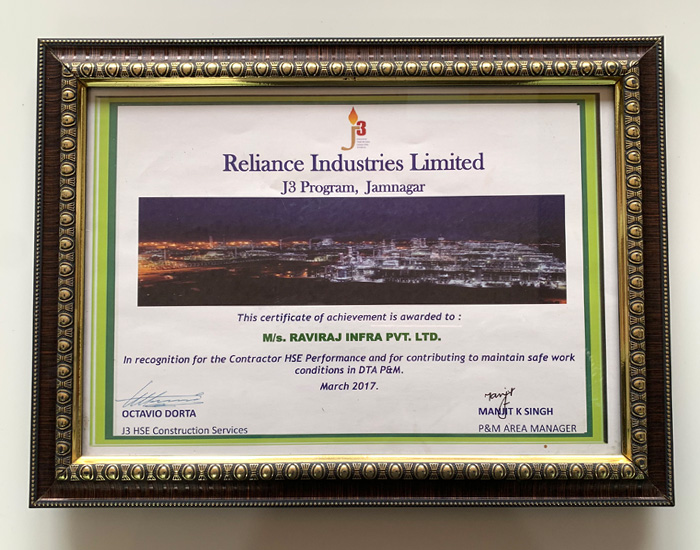 J3
Reliance Industries Limited
J3 Program, Jamnagar
This certificate of achievement is awarded to :
M/s. RAVIRAJ INFRA PVT. LTD.
In recognition for the Contractor HSE Performance and for contributing to maintain safe work
conditions in DTA P&M.
March 2017.
OCTAVIO DORTA
J3 HSE Construction Services
MANJIT K SINGH
P&M AREA MANAGER